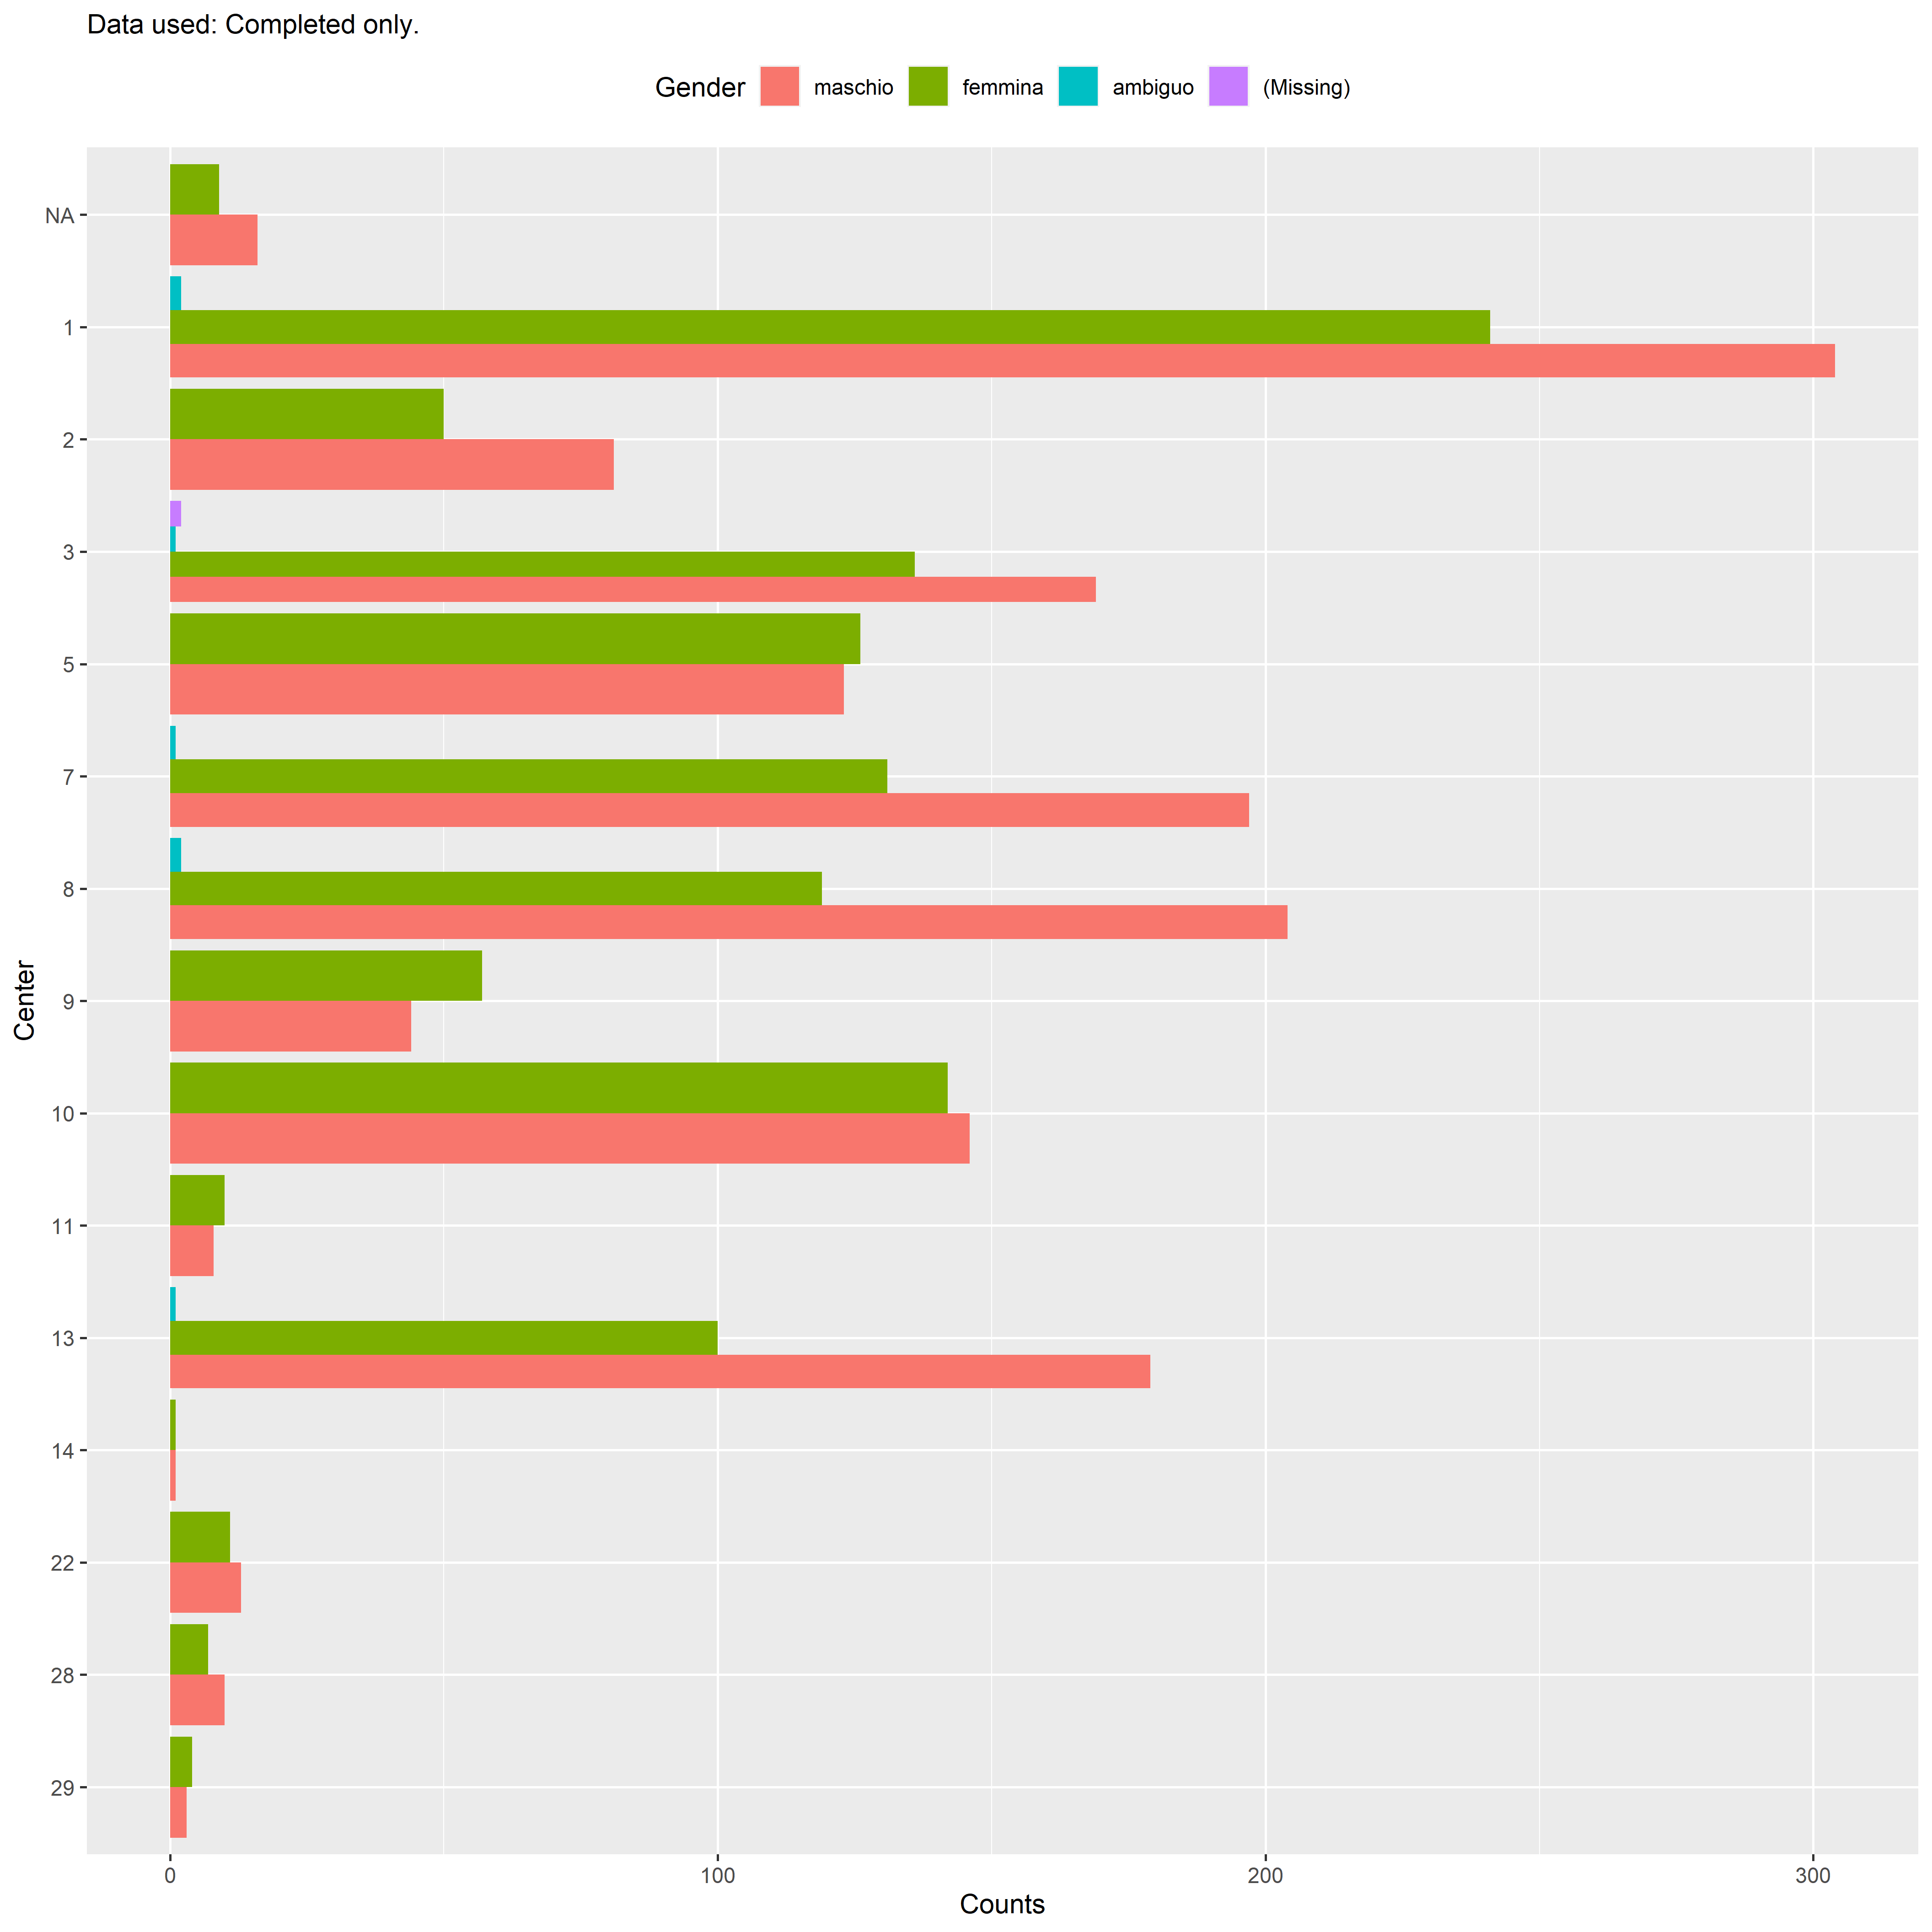 Data used: Completed only.
Gender maschio femmina ambiguo (Missing)
NA
1
2
3
5
7
8
9
10
11
13
14
22
28
29
Center
0 100 200 300
Counts